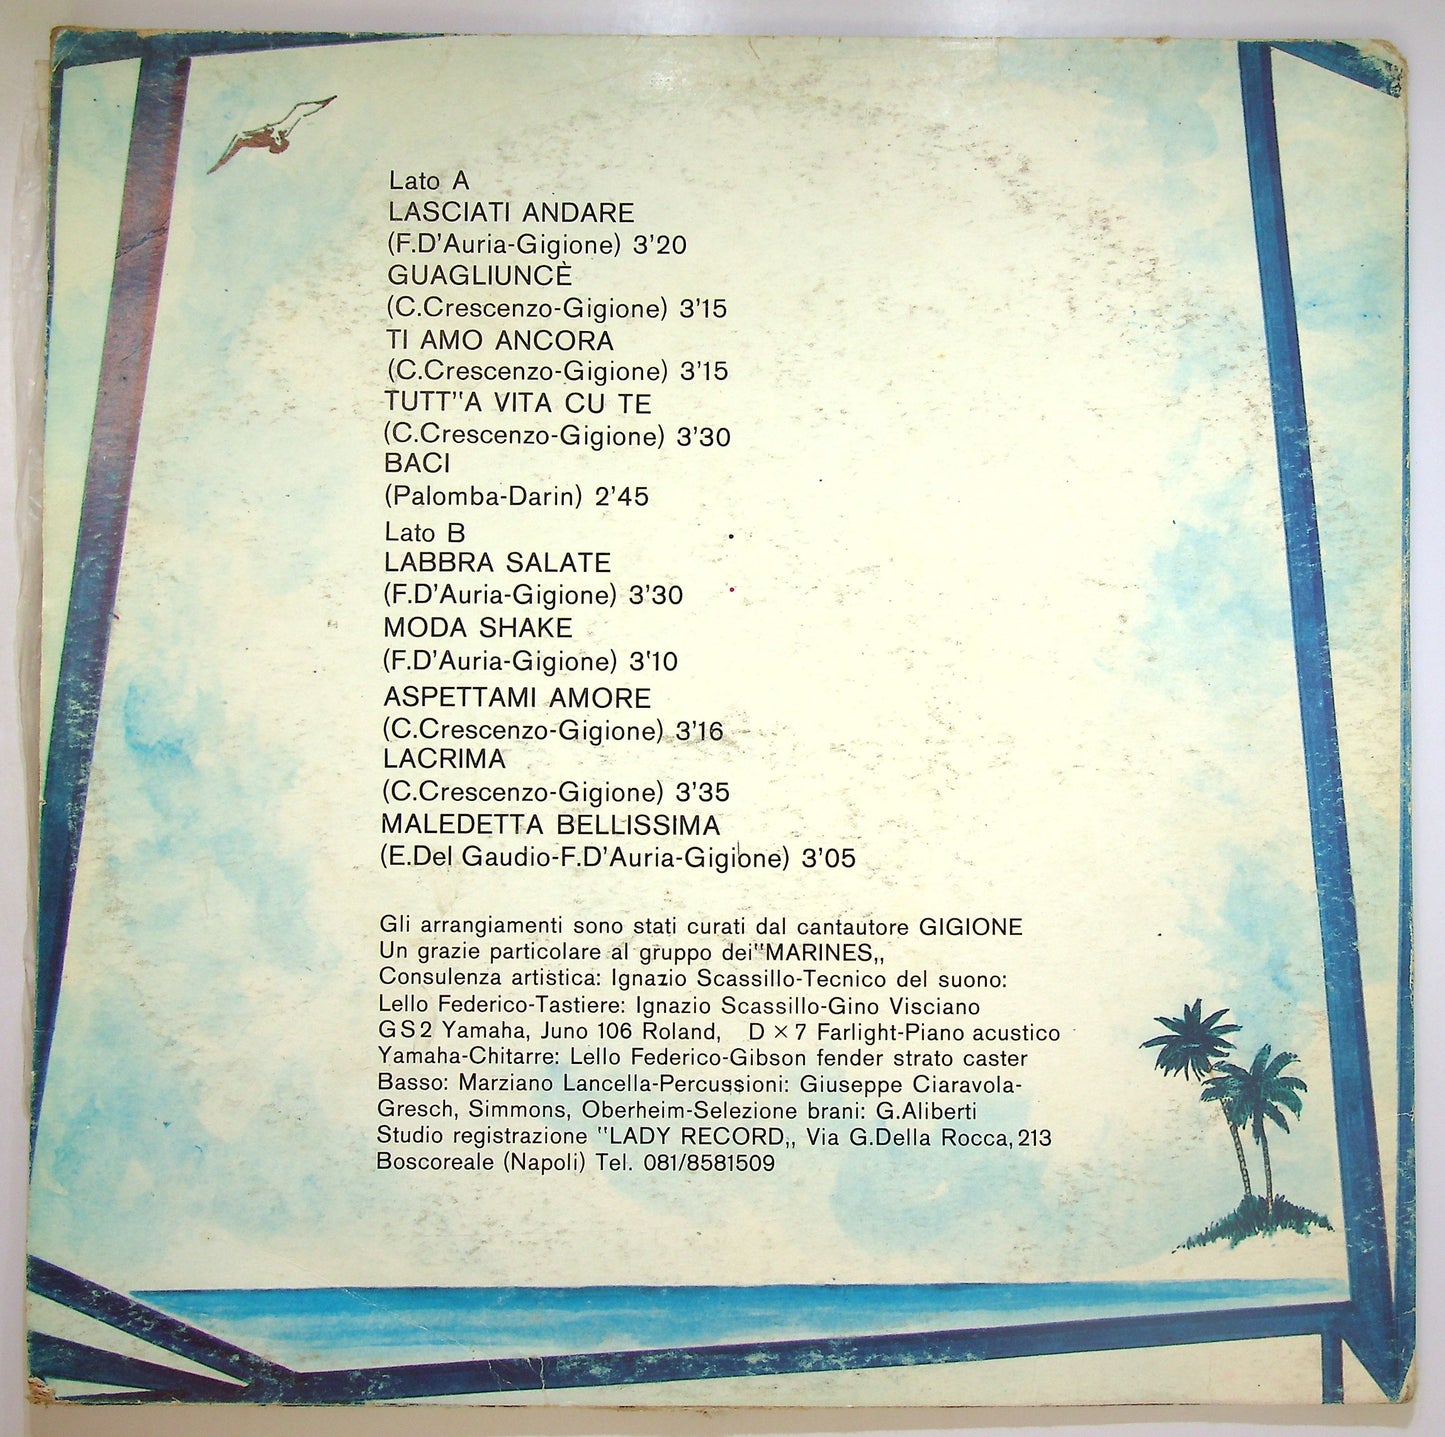 Lato A
LASCIATI ANDARE
(F.D'Auria-Gigione) 3'20
GUAGLIUNCÈ
(C.Crescenzo-Gigione) 3'15
TI AMO ANCORA
(C.Crescenzo-Gigione) 3'15
TUTT"A VITA CU TE
(C.Crescenzo-Gigione) 3'30
BACI
(Palomba-Darin) 2'45
Lato B
LABBRA SALATE
(F.D'Auria-Gigione) 3'30
MODA SHAKE
(F.D'Auria-Gigione) 3'10
ASPETTAMI AMORE
(C.Crescenzo-Gigione) 3'16
LACRIMA
(C.Crescenzo-Gigione) 3'35
MALEDETTA BELLISSIMA
(E.Del Gaudio-F.D'Auria-Gigione) 3'05
Gli arrangiamenti sono stati curati dal cantautore GIGIONE
Un grazie particolare al gruppo dei"MARINES„
Consulenza artistica: Ignazio Scassillo-Tecnico del suono:
Lello Federico-Tastiere: Ignazio Scassillo-Gino Visciano
GS2 Yamaha, Juno 106 Roland, D×7 Farlight-Piano acustico
Yamaha-Chitarre: Lello Federico-Gibson fender strato caster
Basso: Marziano Lancella-Percussioni: Giuseppe Ciaravola-
Gresch, Simmons, Oberheim-Selezione brani: G.Aliberti
Studio registrazione "LADY RECORD„ Via G.Della Rocca,213
Boscoreale (Napoli) Tel. 081/8581509